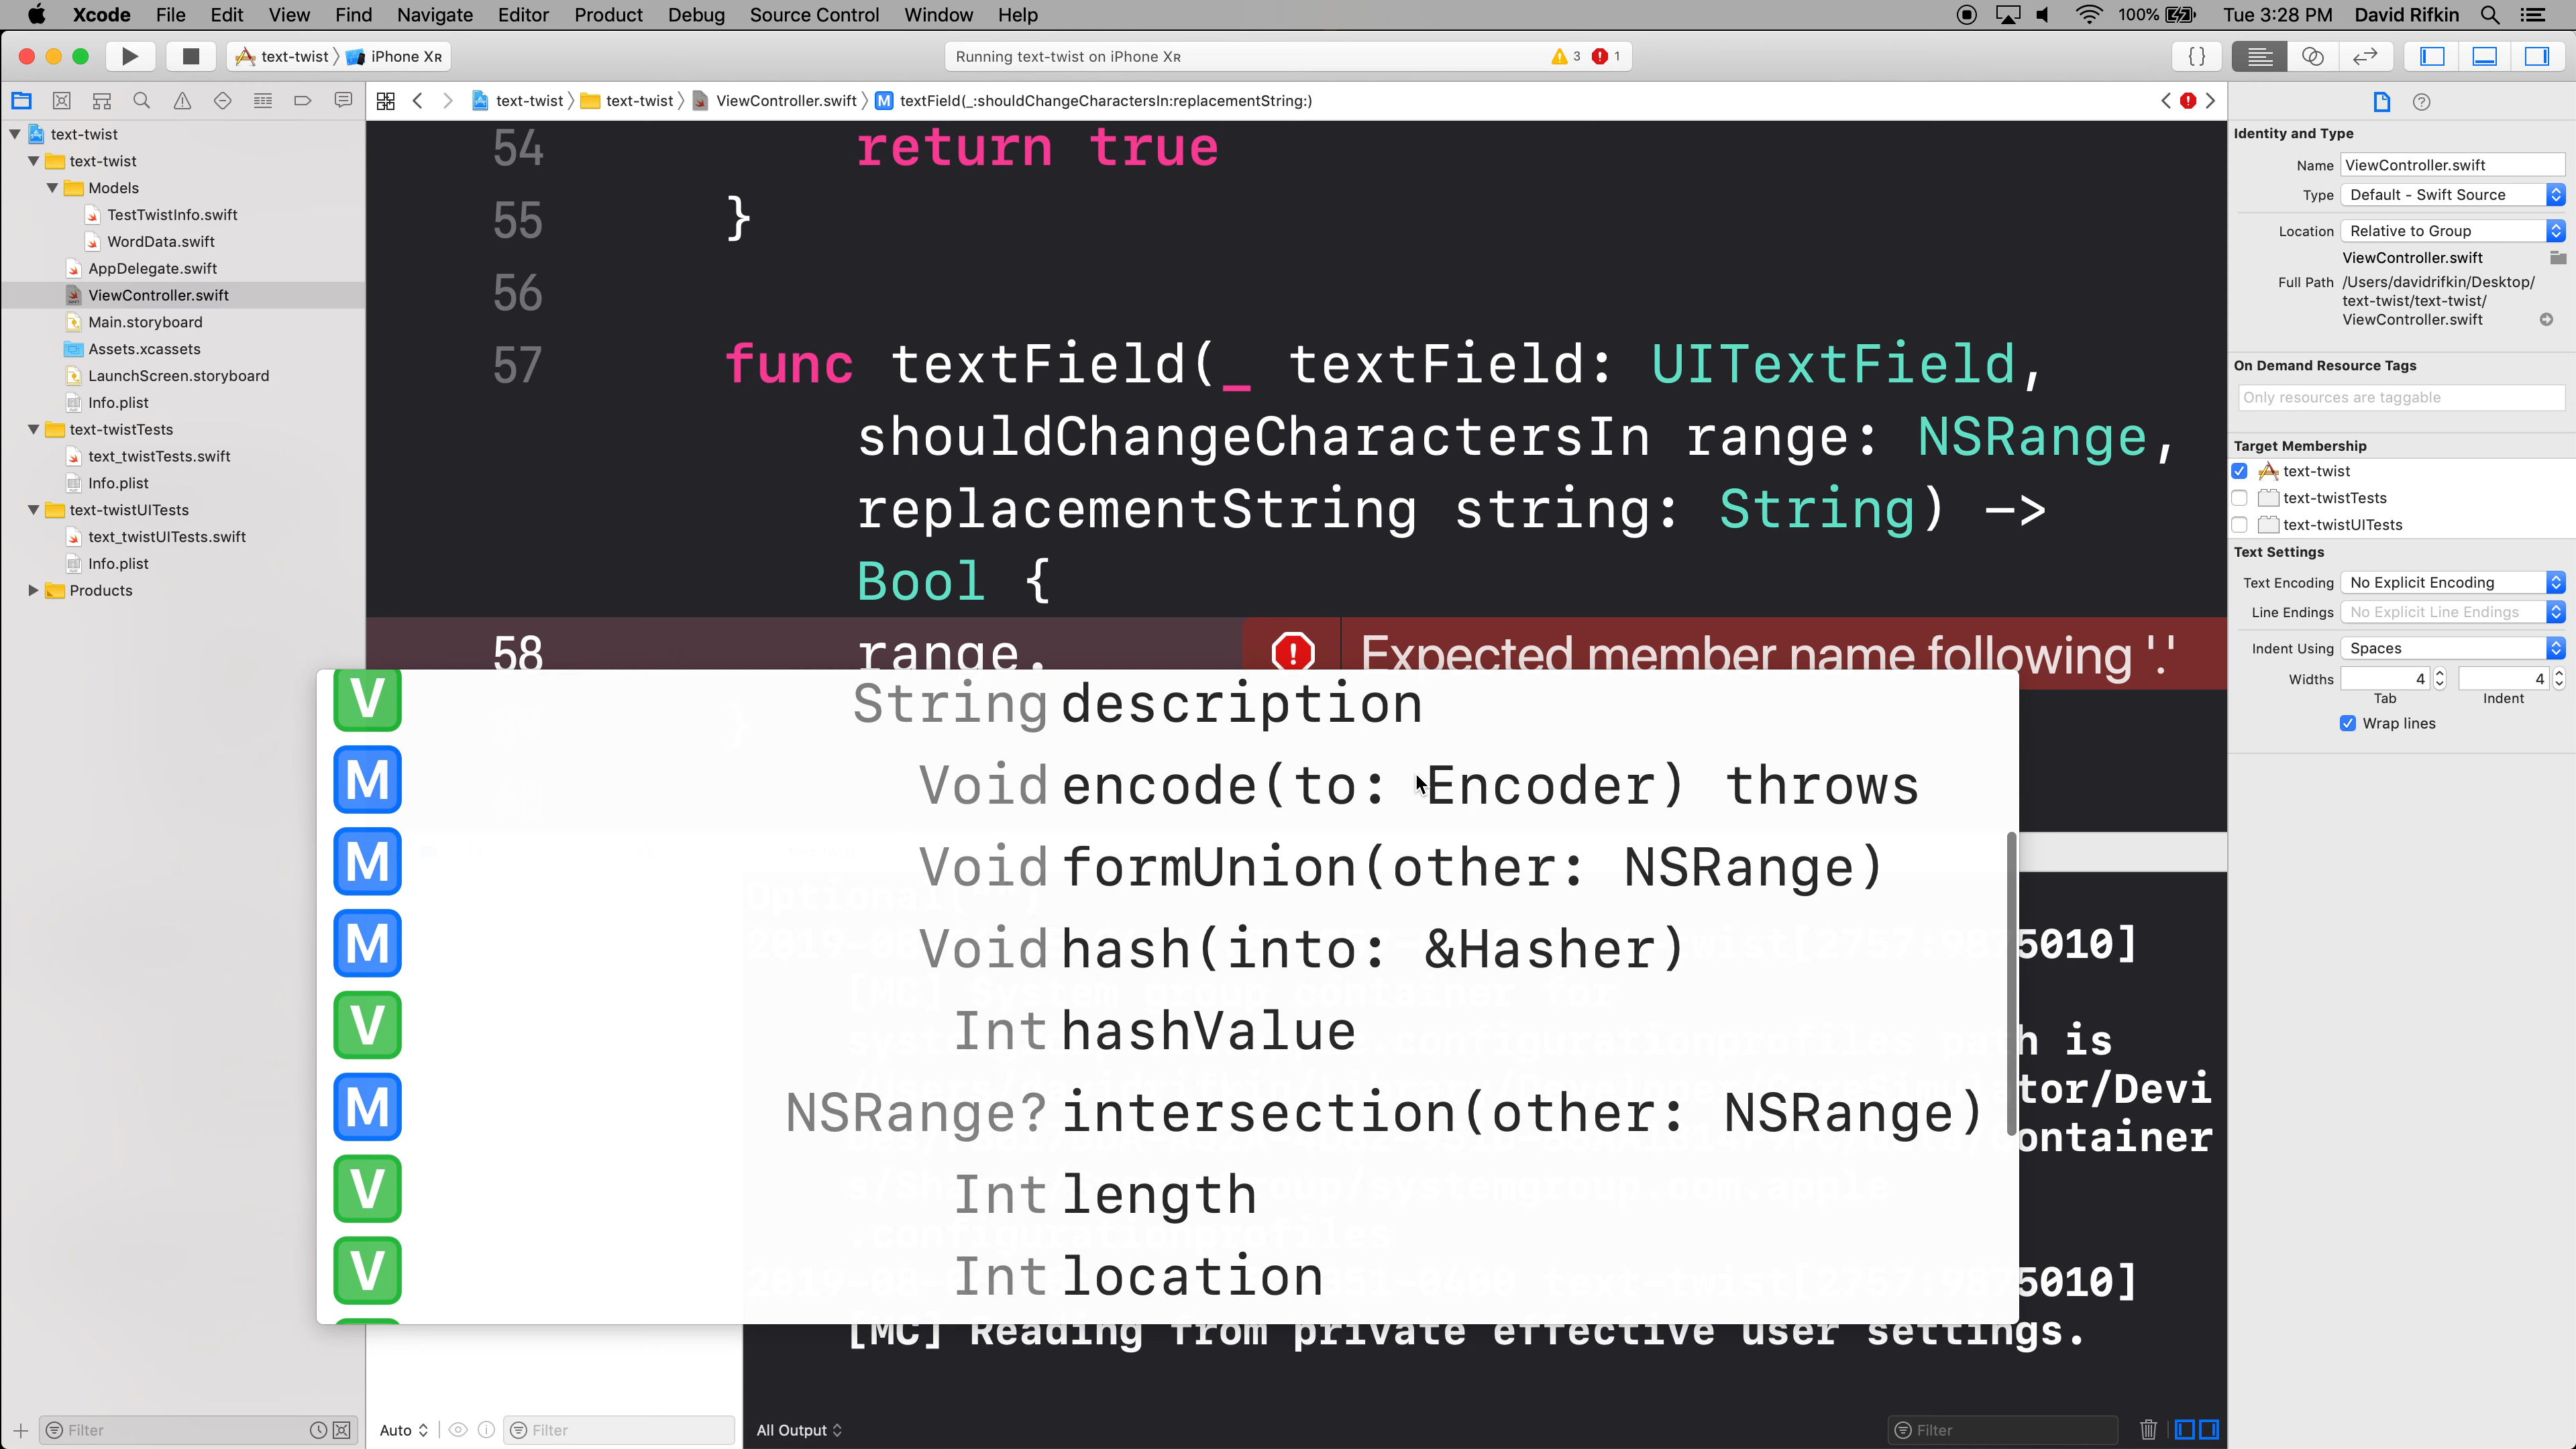 Xcode File Edit View Find Navigate Editor Product Debug Source Control Window Help 100% Tue 3:28 PM David Rifkin
text-twist iPhone XR Running text-twist on iPhone XR 3 1 {}
text-twist text-twist ViewController.swift M textField(_:shouldChangeCharactersIn:replacementString:)
text-twist
text-twist
Models
TestTwistInfo.swift
WordData.swift
AppDelegate.swift
ViewController.swift
Main.storyboard
Assets.xcassets
LaunchScreen.storyboard
Info.plist
text-twistTests
text_twistTests.swift
Info.plist
text-twistUITests
text_twistUITests.swift
Info.plist
Products
54 return true
55 }
56
57 func textField(_ textField: UITextField,
shouldChangeCharactersIn range: NSRange,
replacementString string: String) ->
Bool {
58 range. Expected member name following '.'
V String description
M Void encode(to: Encoder) throws
M Void formUnion(other: NSRange)
M Void hash(into: &Hasher)
V Int hashValue
M NSRange? intersection(other: NSRange)
V Int length
V Int location
5010]
h is
tor/Devi
ontainer
5010]
[MC] Reading from private effective user settings.
Filter Auto Filter All Output Filter
Identity and Type
Name ViewController.swift
Type Default - Swift Source
Location Relative to Group
ViewController.swift
Full Path /Users/davidrifkin/Desktop/
text-twist/text-twist/
ViewController.swift
On Demand Resource Tags
Only resources are taggable
Target Membership
text-twist
text-twistTests
text-twistUITests
Text Settings
Text Encoding No Explicit Encoding
Line Endings No Explicit Line Endings
Indent Using Spaces
Widths 4 4
Tab Indent
Wrap lines